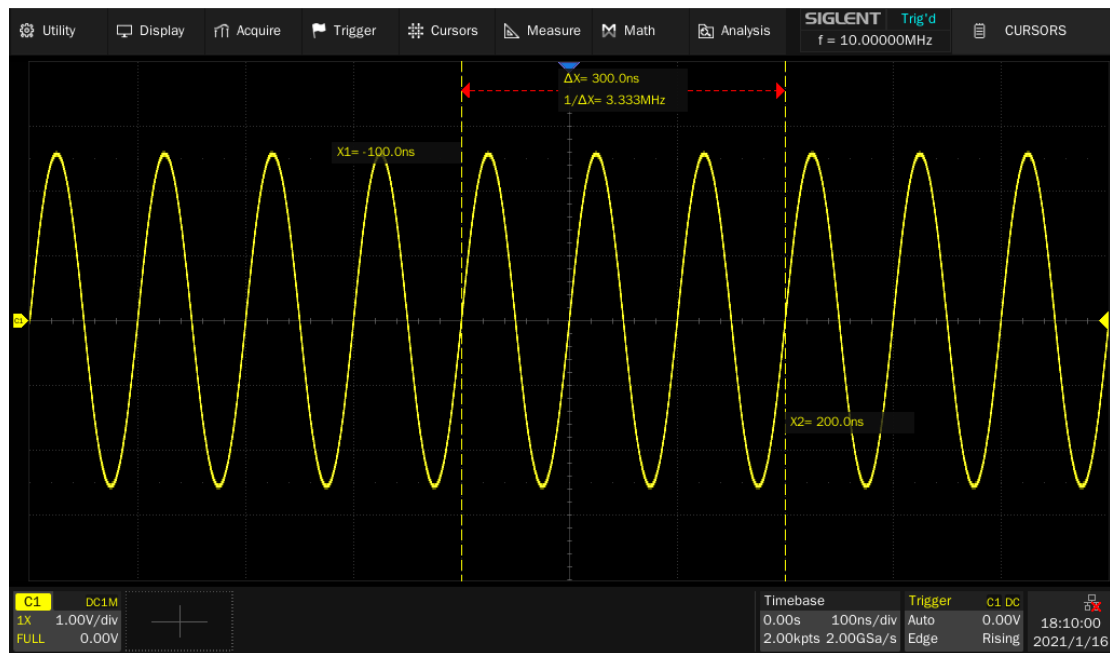 Utility Display Acquire Trigger Cursors Measure Math Analysis SIGLENT Trig'd CURSORS
f = 10.00000MHz
ΔX= 300.0ns
1/ΔX= 3.333MHz
X1= -100.0ns
C1
X2= 200.0ns
C1 DC1M
1X 1.00V/div
FULL 0.00V
Timebase
0.00s 100ns/div
2.00kpts 2.00GSa/s
Trigger C1 DC
Auto 0.00V
Edge Rising
18:10:00
2021/1/16